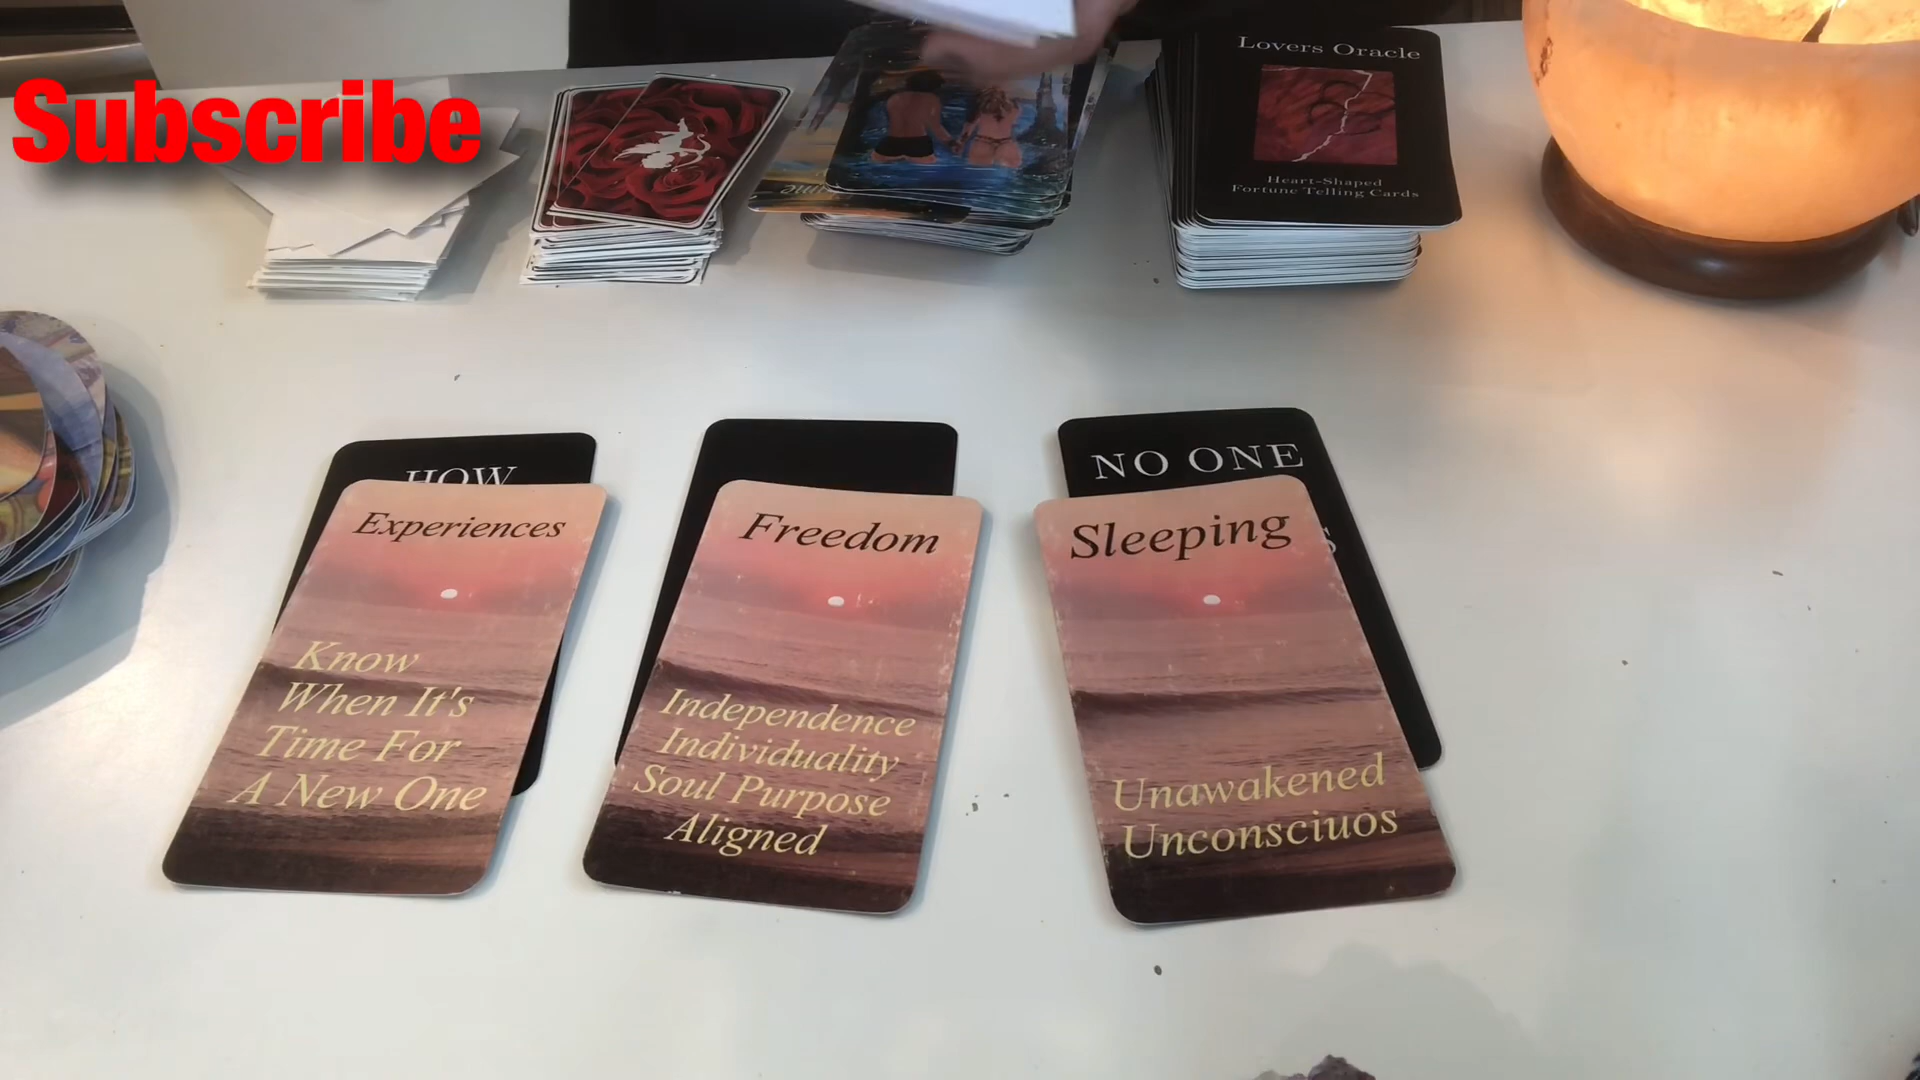 Subscribe
Lovers Oracle
Heart-Shaped
Fortune Telling Cards
HOW
NO ONE
Experiences
Know
When It's
Time For
A New One
Freedom
Independence
Individuality
Soul Purpose
Aligned
Sleeping
Unawakened
Unconsciuos